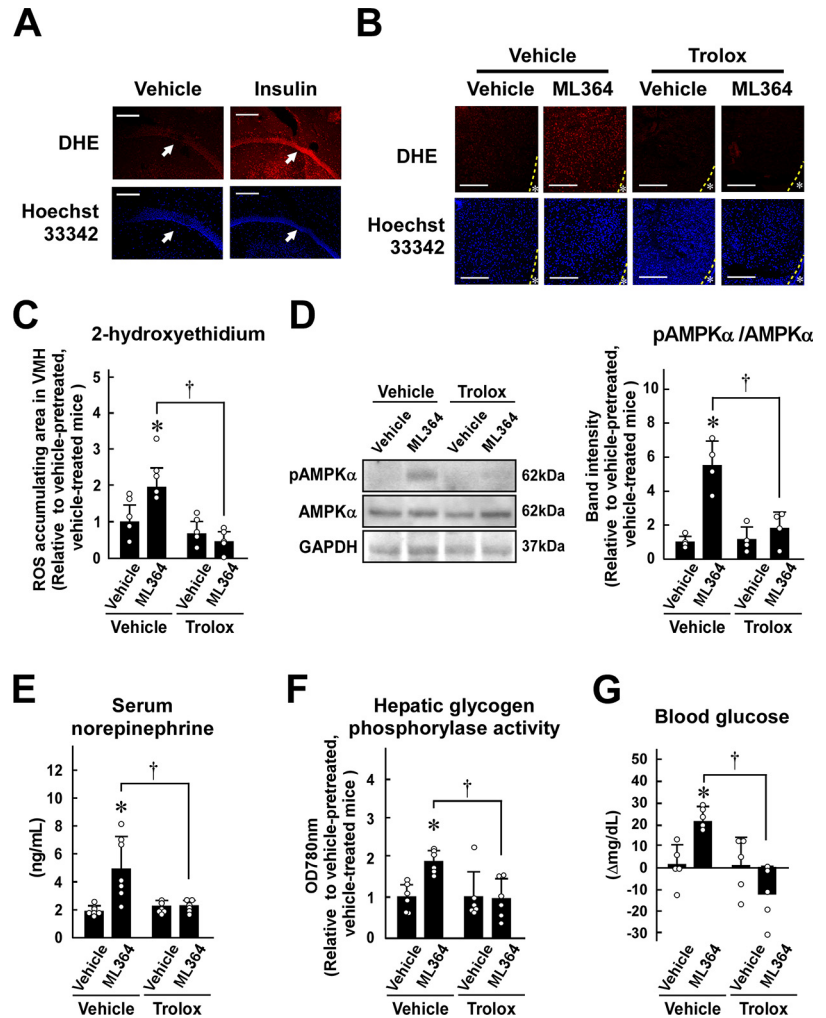 A
Vehicle Insulin
DHE
Hoechst
33342
B
Vehicle Trolox
Vehicle ML364 Vehicle ML364
DHE
* * * *
Hoechst
33342
* * * *
C
2-hydroxyethidium
ROS accumulating area in VMH
(Relative to vehicle-pretreated,
vehicle-treated mice )
5
4
3
2
1
0
*
†
Vehicle ML364 Vehicle ML364
Vehicle Trolox
D
Vehicle Trolox
Vehicle ML364 Vehicle ML364
pAMPKα 62kDa
AMPKα 62kDa
GAPDH 37kDa
pAMPKα /AMPKα
Band intensity
(Relative to vehicle-pretreated,
vehicle-treated mice )
10
8
6
4
2
0
*
†
Vehicle ML364 Vehicle ML364
Vehicle Trolox
E
Serum
norepinephrine
(ng/mL)
12
10
8
6
4
2
0
*
†
Vehicle ML364 Vehicle ML364
Vehicle Trolox
F
Hepatic glycogen
phosphorylase activity
OD780nm
(Relative to vehicle-pretreated,
vehicle-treated mice )
4
3
2
1
0
*
†
Vehicle ML364 Vehicle ML364
Vehicle Trolox
G
Blood glucose
(Δmg/dL)
50
40
30
20
10
0
-10
-20
-30
*
†
Vehicle ML364 Vehicle ML364
Vehicle Trolox